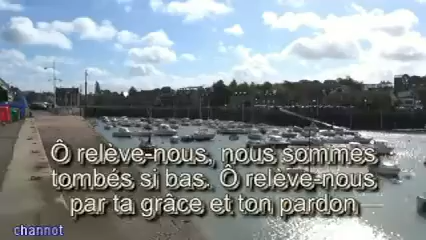 Ô relève-nous, nous sommes
tombés si bas. Ô relève-nous
par ta grâce et ton pardon
channot